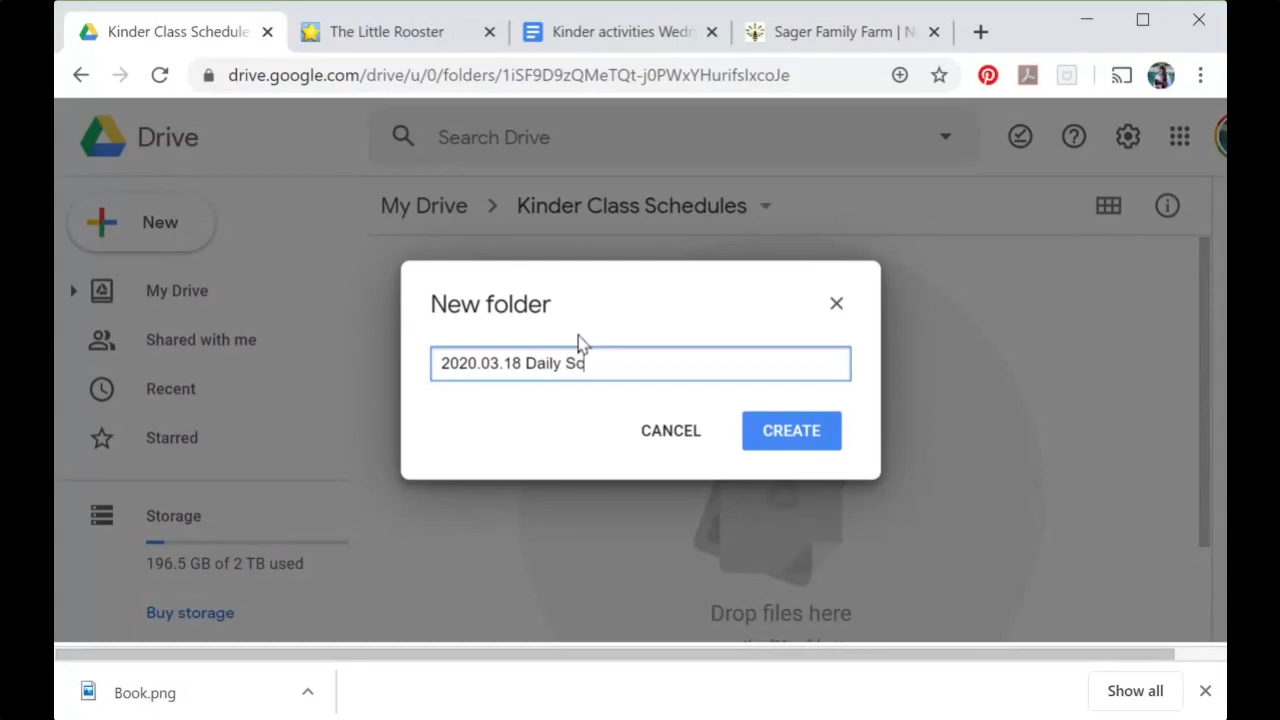 Kinder Class Schedule
The Little Rooster
Kinder activities Wedn
Sager Family Farm | N
drive.google.com/drive/u/0/folders/1iSF9D9zQMeTQt-j0PWxYHurifsIxcoJe
Drive
Search Drive
New
My Drive > Kinder Class Schedules
My Drive
Shared with me
Recent
Starred
Storage
196.5 GB of 2 TB used
Buy storage
New folder
2020.03.18 Daily Sc
CANCEL
CREATE
Drop files here
Book.png
Show all